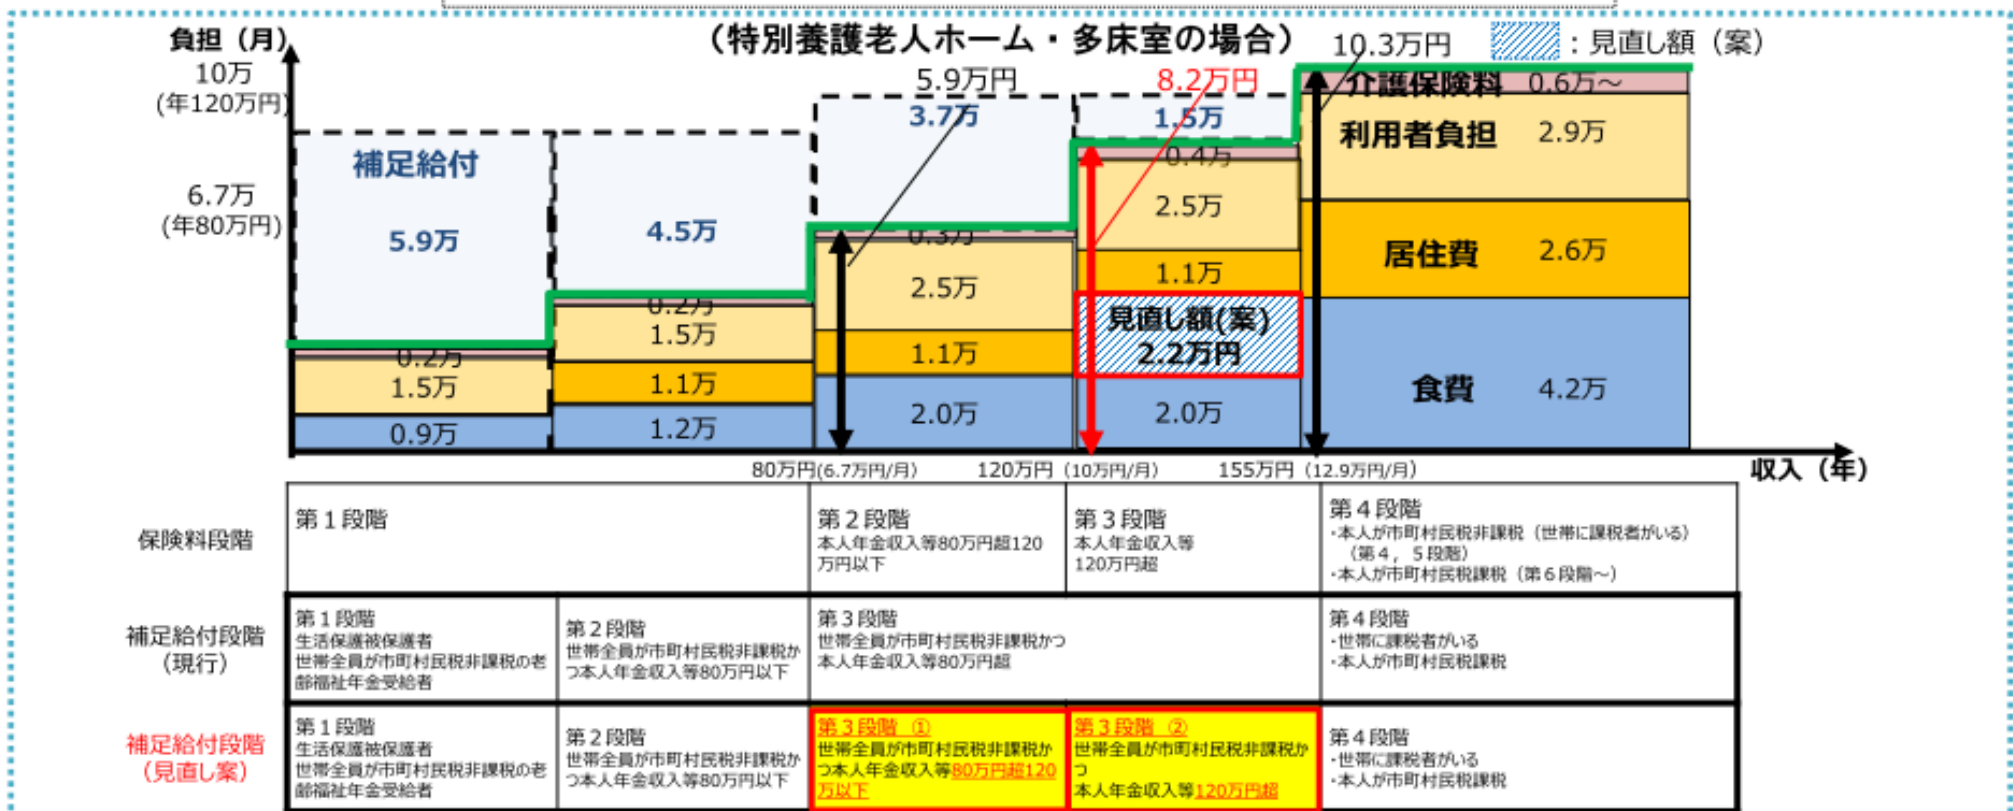 (特別養護老人ホーム・多床室の場合)
：見直し額（案）
負担（月）
10万
(年120万円)
6.7万
(年80万円)
5.9万円
8.2万円
10.3万円
補足給付
5.9万
0.2万
1.5万
0.9万
4.5万
0.2万
1.5万
1.1万
1.2万
3.7万
0.3万
2.5万
1.1万
2.0万
1.5万
0.4万
2.5万
1.1万
見直し額(案)
2.2万円
2.0万
介護保険料 0.6万～
利用者負担 2.9万
居住費 2.6万
食費 4.2万
80万円(6.7万円/月)
120万円（10万円/月）
155万円（12.9万円/月）
収入（年）
保険料段階
第１段階
第２段階
本人年金収入等80万円超120
万円以下
第３段階
本人年金収入等
120万円超
第４段階
・本人が市町村民税非課税（世帯に課税者がいる）
（第４，５段階）
・本人が市町村民税課税（第６段階～）
補足給付段階
（現行）
第１段階
生活保護被保護者
世帯全員が市町村民税非課税の老
齢福祉年金受給者
第２段階
世帯全員が市町村民税非課税か
つ本人年金収入等80万円以下
第３段階
世帯全員が市町村民税非課税かつ
本人年金収入等80万円超
第４段階
・世帯に課税者がいる
・本人が市町村民税課税
補足給付段階
（見直し案）
第１段階
生活保護被保護者
世帯全員が市町村民税非課税の老
齢福祉年金受給者
第２段階
世帯全員が市町村民税非課税か
つ本人年金収入等80万円以下
第３段階 ①
世帯全員が市町村民税非課税か
つ本人年金収入等80万円超120
万以下
第３段階 ②
世帯全員が市町村民税非課税か
つ
本人年金収入等120万円超
第４段階
・世帯に課税者がいる
・本人が市町村民税課税